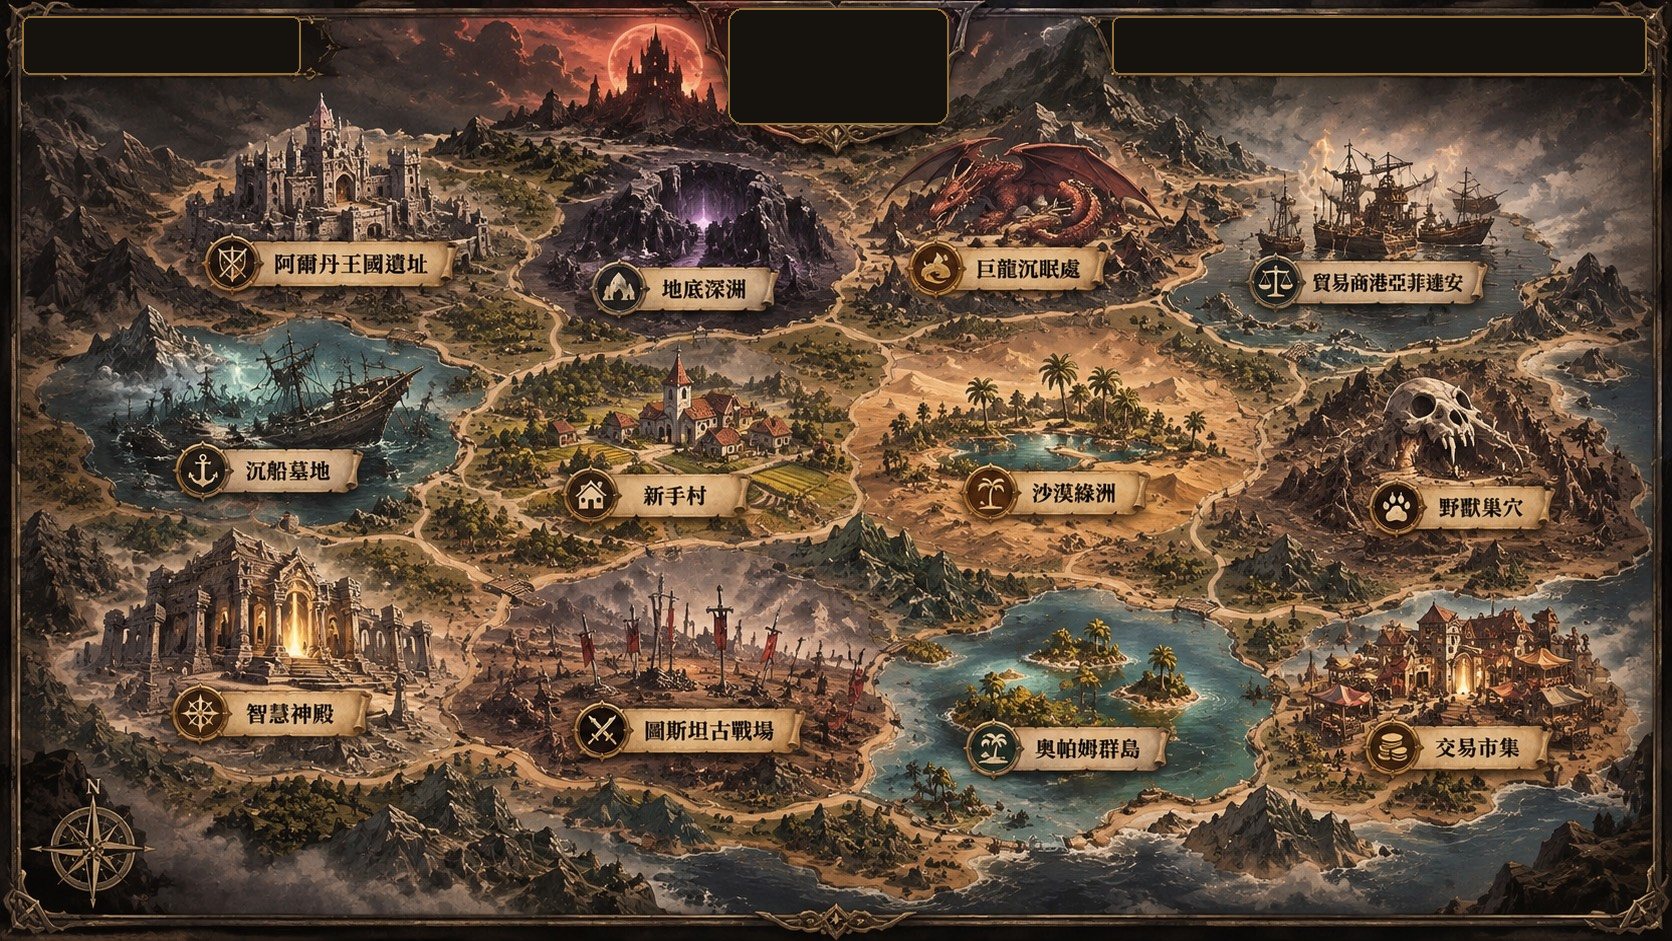 阿爾丹王國遺址
地底深淵
巨龍沉眠處
貿易商港亞菲達安
沉船墓地
新手村
沙漠綠洲
野獸巢穴
智慧神殿
圖斯坦古戰場
奧帕姆群島
交易市集
N